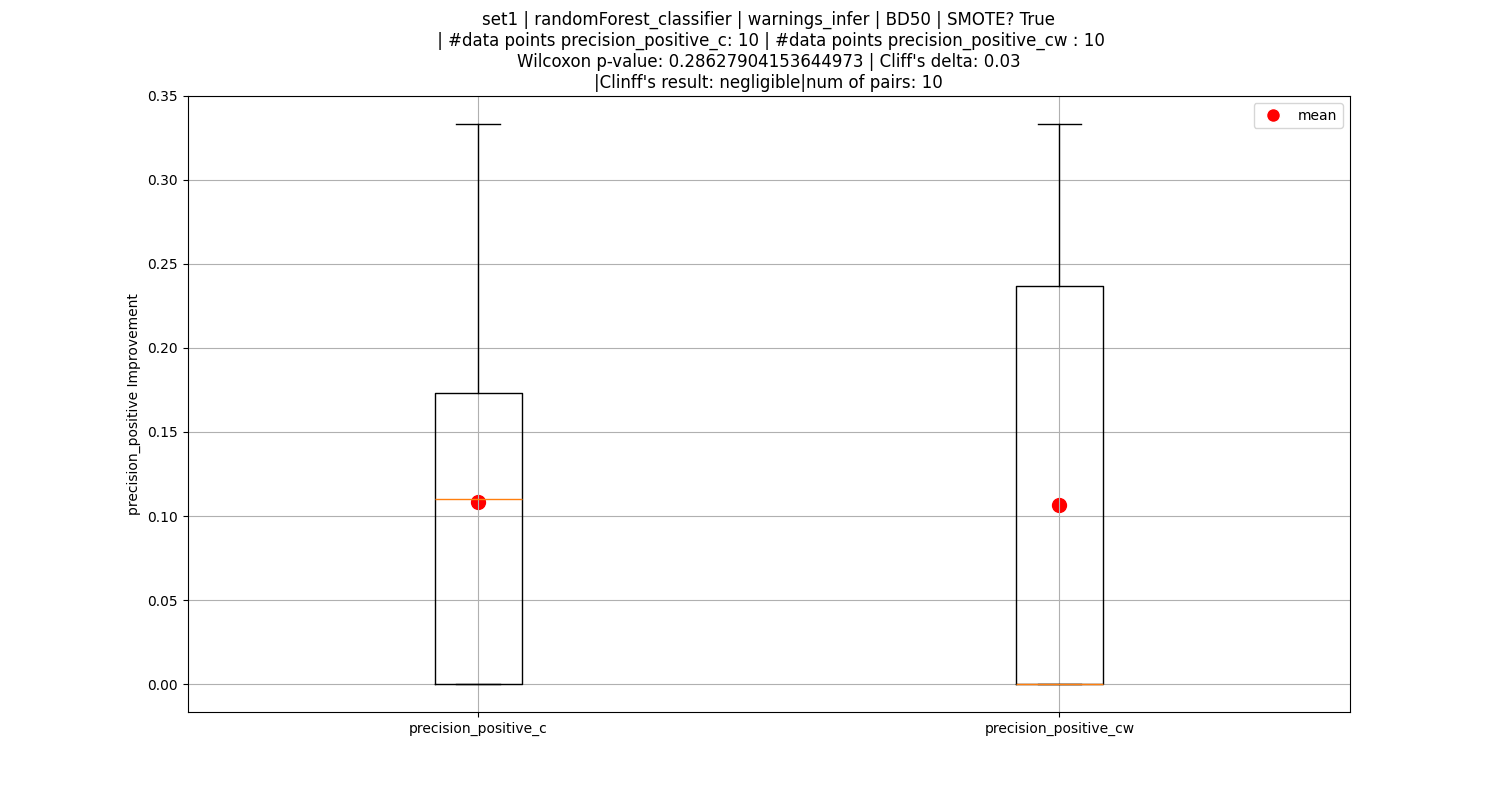 set1 | randomForest_classifier | warnings_infer | BD50 | SMOTE? True
| #data points precision_positive_c: 10 | #data points precision_positive_cw : 10
Wilcoxon p-value: 0.28627904153644973 | Cliff's delta: 0.03
|Clinff's result: negligible|num of pairs: 10
mean
precision_positive Improvement
0.35
0.30
0.25
0.20
0.15
0.10
0.05
0.00
precision_positive_c
precision_positive_cw